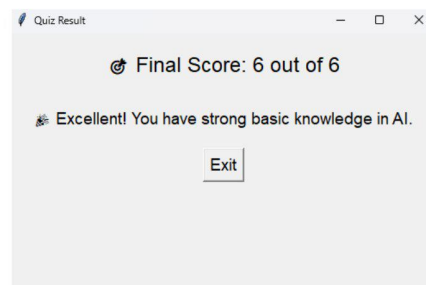 Quiz Result
🎯 Final Score: 6 out of 6
🎉 Excellent! You have strong basic knowledge in AI.
Exit